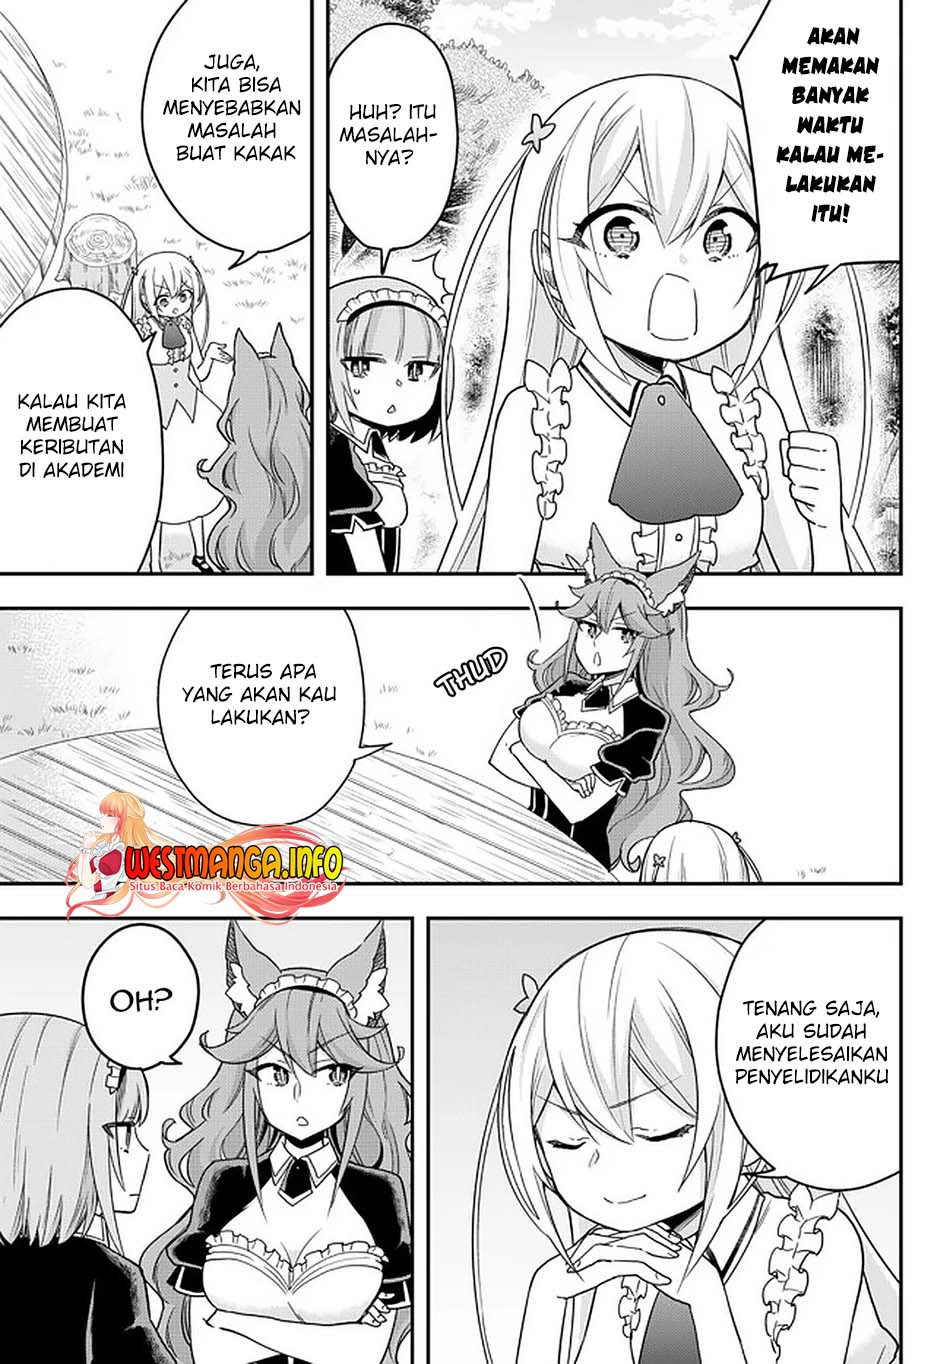 AKAN
MEMAKAN
BANYAK
WAKTU
KALAU ME-
LAKUKAN
ITU!
HUH? ITU
MASALAH-
NYA?
JUGA,
KITA BISA
MENYEBABKAN
MASALAH
BUAT KAKAK
KALAU KITA
MEMBUAT
KERIBUTAN
DI AKADEMI
THUD
TERUS APA
YANG AKAN KAU
LAKUKAN?
WESTMANGA.INFO
Situs Baca Komik Berbahasa Indonesia
TENANG SAJA,
AKU SUDAH
MENYELESAIKAN
PENYELIDIKANKU
OH?